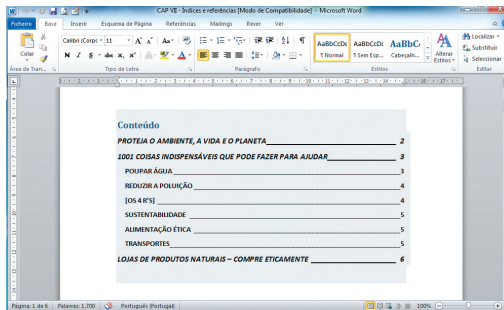 CAP VII - Índices e referências [Modo de Compatibilidade] - Microsoft Word
Ficheiro Base Inserir Esquema de Página Referências Mailings Rever Ver
Calibri (Corpc 11
Colar
N I S abc x, x²
AaBbCcDc AaBbCcDc AaBbCc
¶ Normal ¶ Sem Esp... Cabeçalh...
Alterar Estilos
Localizar
Substituir
Selecionar
Área de Tran... Tipo de Letra Parágrafo Estilos Editar
Conteúdo
PROTEJA O AMBIENTE, A VIDA E O PLANETA 2
1001 COISAS INDISPENSÁVEIS QUE PODE FAZER PARA AJUDAR 3
POUPAR ÁGUA 3
REDUZIR A POLUIÇÃO 4
[OS 4 R'S] 4
SUSTENTABILIDADE 5
ALIMENTAÇÃO ÉTICA 5
TRANSPORTES 5
LOJAS DE PRODUTOS NATURAIS – COMPRE ETICAMENTE 6
Página: 1 de 6 Palavras: 1.700 Português (Portugal) 100%